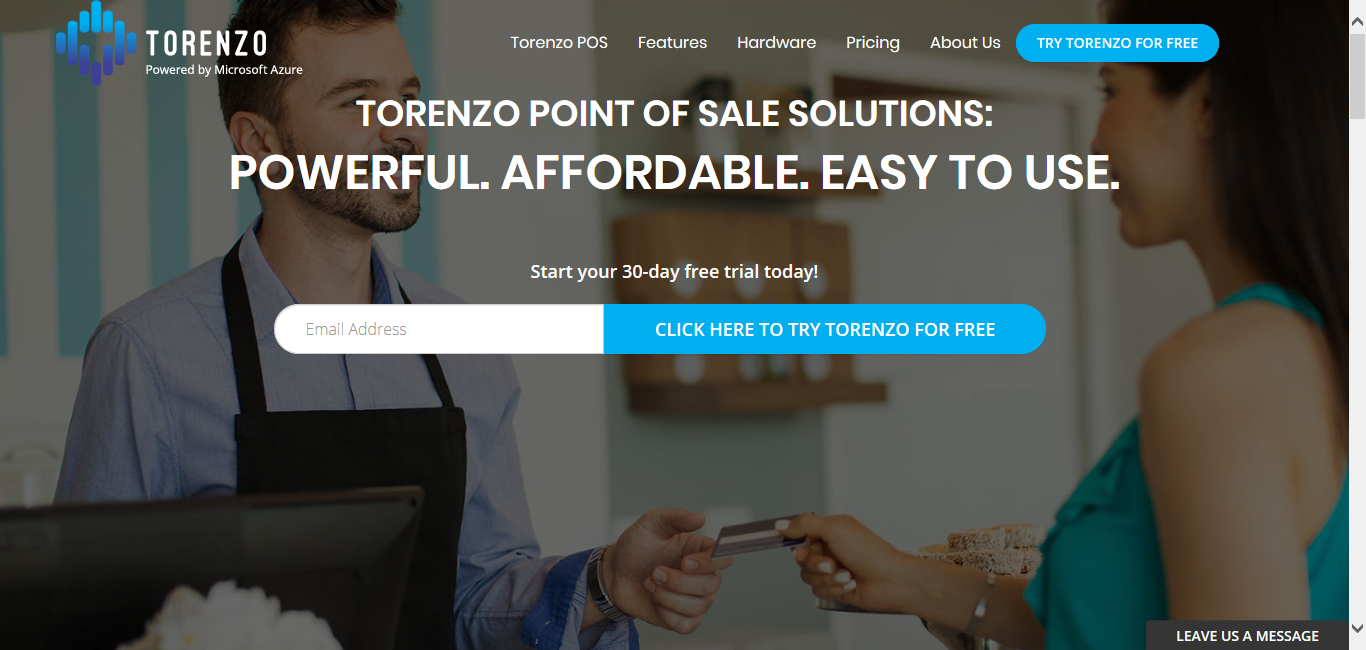 TORENZO
Powered by Microsoft Azure
Torenzo POS Features Hardware Pricing About Us TRY TORENZO FOR FREE
TORENZO POINT OF SALE SOLUTIONS:
POWERFUL. AFFORDABLE. EASY TO USE.
Start your 30-day free trial today!
Email Address CLICK HERE TO TRY TORENZO FOR FREE
LEAVE US A MESSAGE